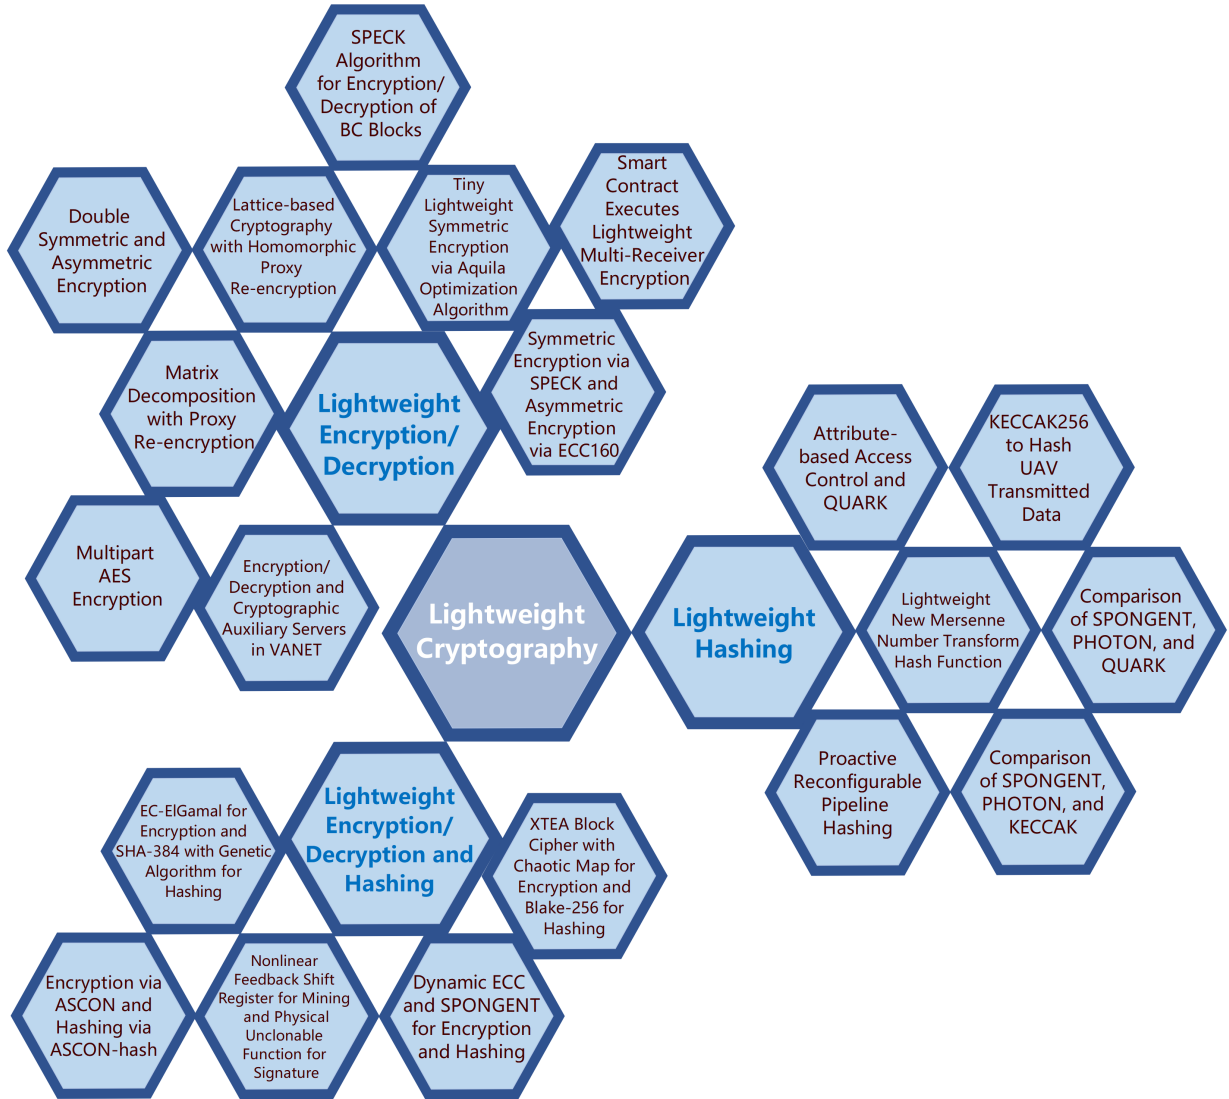 SPECK
Algorithm
for Encryption/
Decryption of
BC Blocks
Double
Symmetric and
Asymmetric
Encryption
Lattice-based
Cryptography
with Homomorphic
Proxy
Re-encryption
Tiny
Lightweight
Symmetric
Encryption
via Aquila
Optimization
Algorithm
Smart
Contract
Executes
Lightweight
Multi-Receiver
Encryption
Matrix
Decomposition
with Proxy
Re-encryption
Lightweight
Encryption/
Decryption
Symmetric
Encryption via
SPECK and
Asymmetric
Encryption
via ECC160
Multipart
AES
Encryption
Encryption/
Decryption and
Cryptographic
Auxiliary Servers
in VANET
Lightweight
Cryptography
Lightweight
Hashing
Attribute-
based Access
Control and
QUARK
KECCAK256
to Hash
UAV
Transmitted
Data
Lightweight
New Mersenne
Number Transform
Hash Function
Comparison
of SPONGENT,
PHOTON, and
QUARK
Proactive
Reconfigurable
Pipeline
Hashing
Comparison
of SPONGENT,
PHOTON, and
KECCAK
EC-ElGamal for
Encryption and
SHA-384 with Genetic
Algorithm for
Hashing
Lightweight
Encryption/
Decryption and
Hashing
XTEA Block
Cipher with
Chaotic Map for
Encryption and
Blake-256 for
Hashing
Encryption via
ASCON and
Hashing via
ASCON-hash
Nonlinear
Feedback Shift
Register for Mining
and Physical
Unclonable
Function for
Signature
Dynamic ECC
and SPONGENT
for Encryption
and Hashing